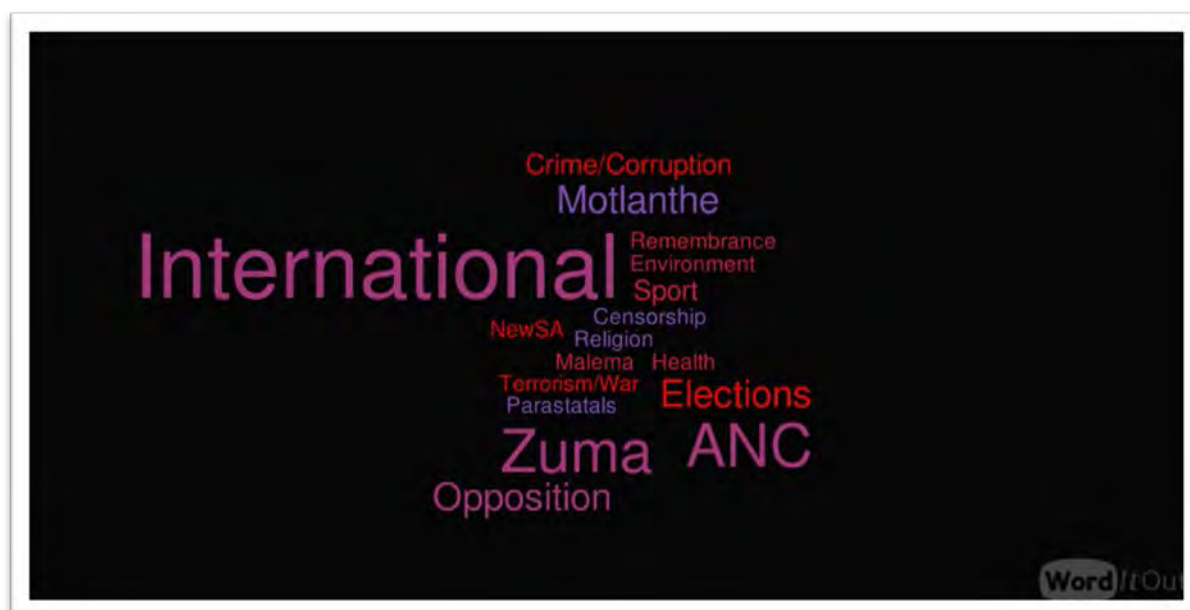 Crime/Corruption
Motlanthe
International
Remembrance
Environment
Sport
Censorship
NewSA
Religion
Malema Health
Terrorism/War
Elections
Parastatals
Zuma ANC
Opposition
WordItOut